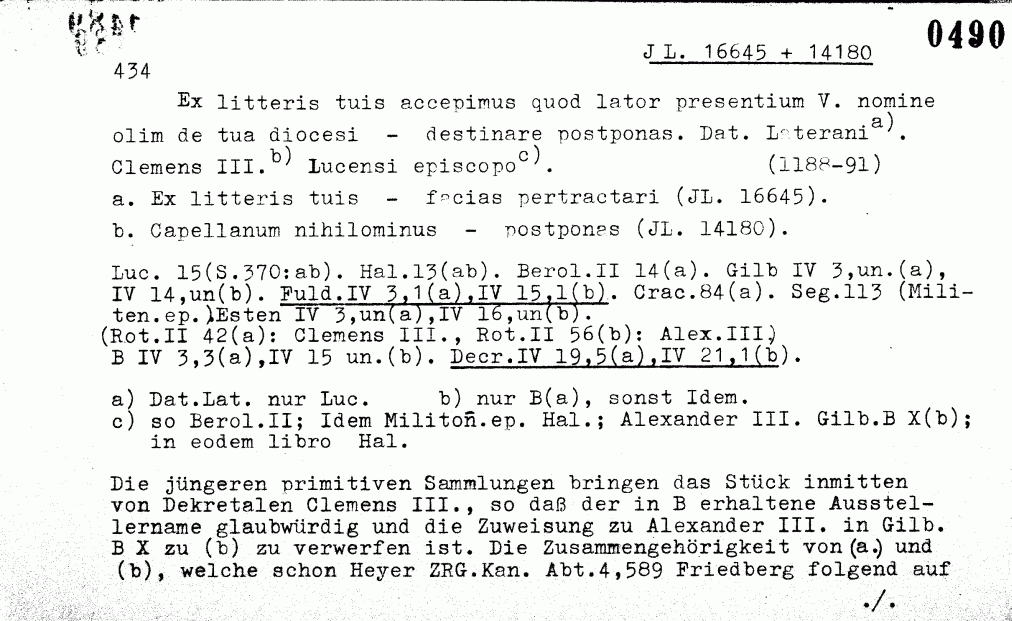 0490
JL. 16645 + 14180
434
Ex litteris tuis accepimus quod lator presentium V. nomine
olim de tua diocesi - destinare postponas. Dat. Laterani a).
Clemens III. b) Lucensi episcopo c). (1188-91)
a. Ex litteris tuis - facias pertractari (JL. 16645).
b. Capellanum nihilominus - postponas (JL. 14180).
Luc. 15(S.370:ab). Hal.13(ab). Berol.II 14(a). Gilb IV 3,un.(a),
IV 14,un(b). Fuld.IV 3,1(a),IV 15,1(b). Crac.84(a). Seg.113 (Mili-
ten.ep.)Esten IV 3,un(a),IV 16,un(b).
(Rot.II 42(a): Clemens III., Rot.II 56(b): Alex.III)
B IV 3,3(a),IV 15 un.(b). Decr.IV 19,5(a),IV 21,1(b).
a) Dat.Lat. nur Luc. b) nur B(a), sonst Idem.
c) so Berol.II; Idem Militoñ.ep. Hal.; Alexander III. Gilb.B X(b);
in eodem libro Hal.
Die jüngeren primitiven Sammlungen bringen das Stück inmitten
von Dekretalen Clemens III., so daß der in B erhaltene Ausstel-
lername glaubwürdig und die Zuweisung zu Alexander III. in Gilb.
B X zu (b) zu verwerfen ist. Die Zusammengehörigkeit von (a.) und
(b), welche schon Heyer ZRG.Kan. Abt.4,589 Friedberg folgend auf
./.